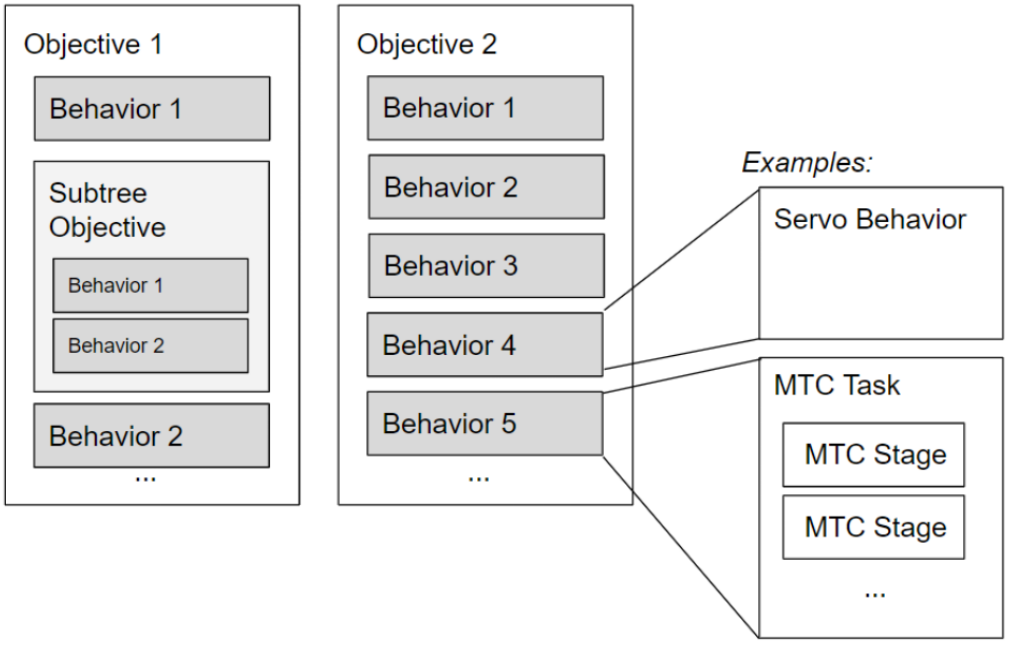 Objective 1
Behavior 1
Subtree
Objective
Behavior 1
Behavior 2
Behavior 2
...
Objective 2
Behavior 1
Behavior 2
Behavior 3
Behavior 4
Behavior 5
...
Examples:
Servo Behavior
MTC Task
MTC Stage
MTC Stage
...